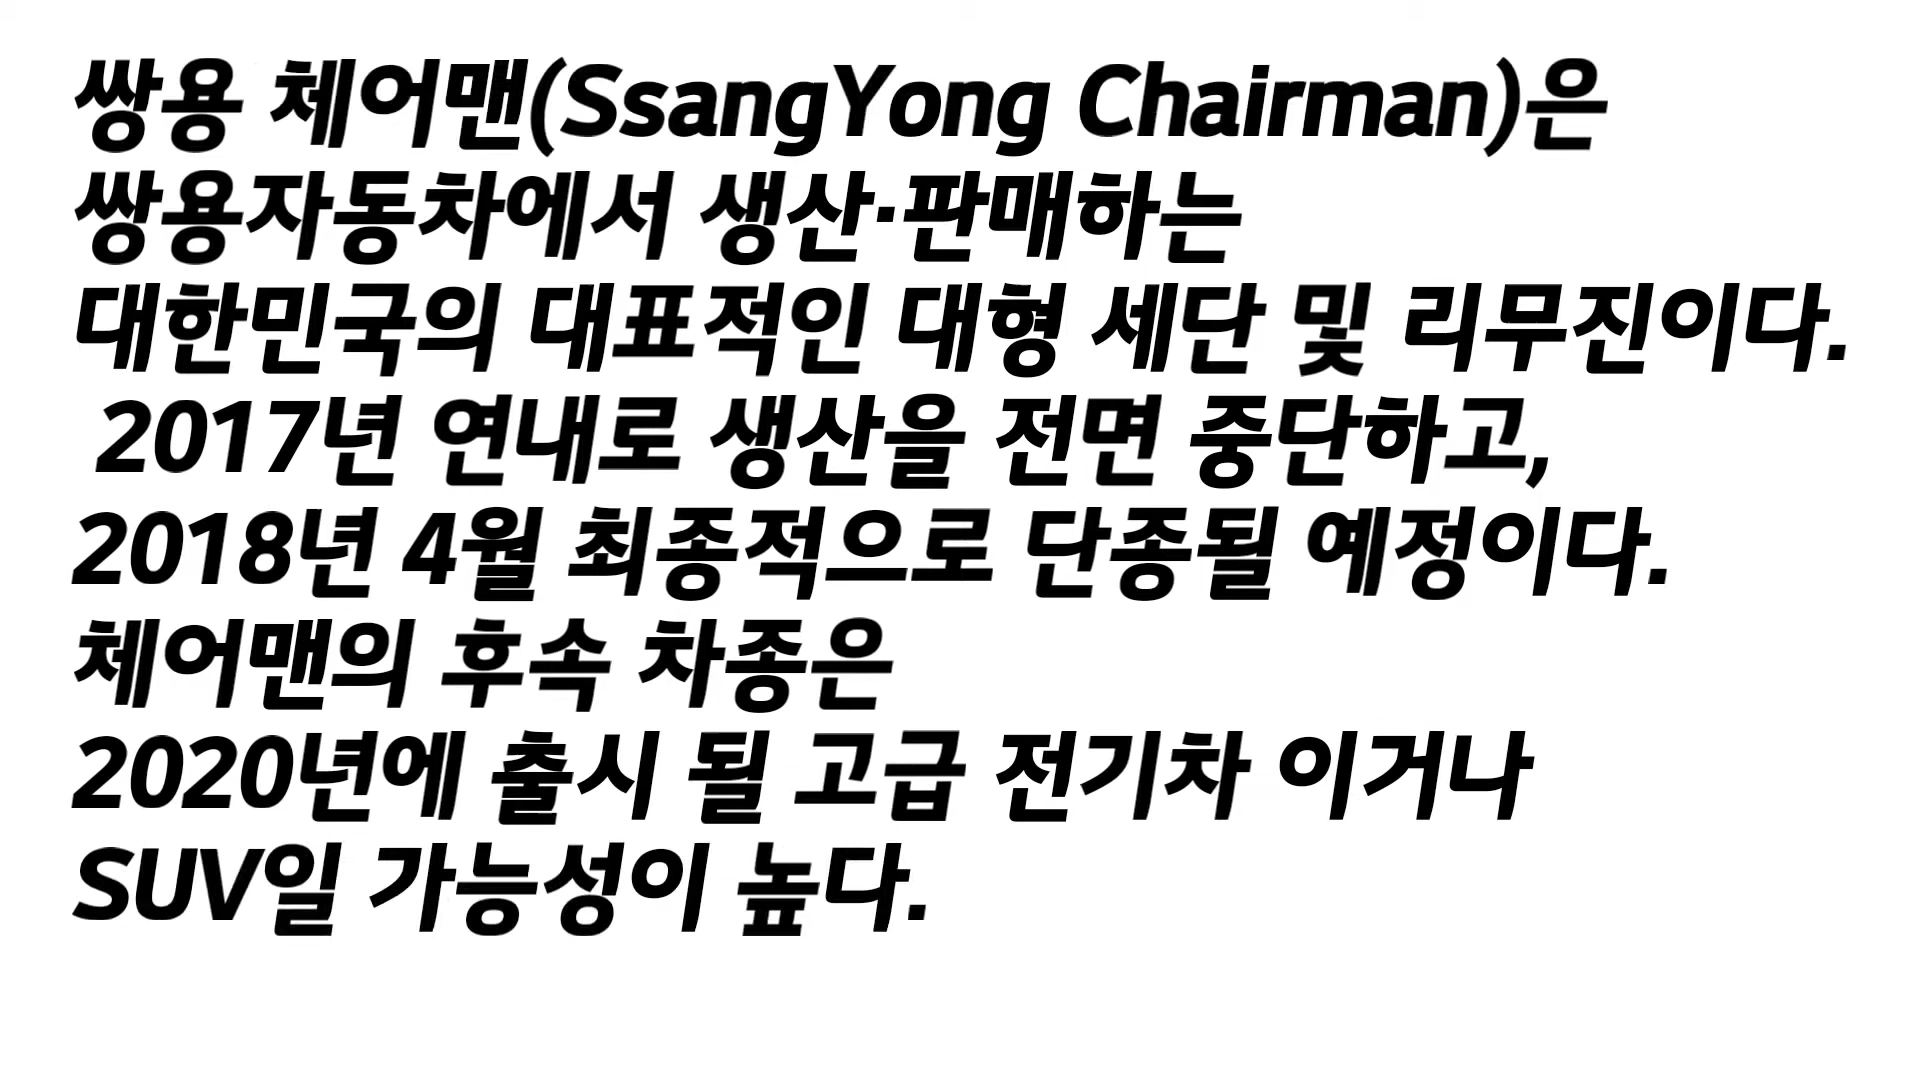 쌍용 체어맨(SsangYong Chairman)은
쌍용자동차에서 생산·판매하는
대한민국의 대표적인 대형 세단 및 리무진이다.
2017년 연내로 생산을 전면 중단하고,
2018년 4월 최종적으로 단종될 예정이다.
체어맨의 후속 차종은
2020년에 출시 될 고급 전기차 이거나
SUV일 가능성이 높다.